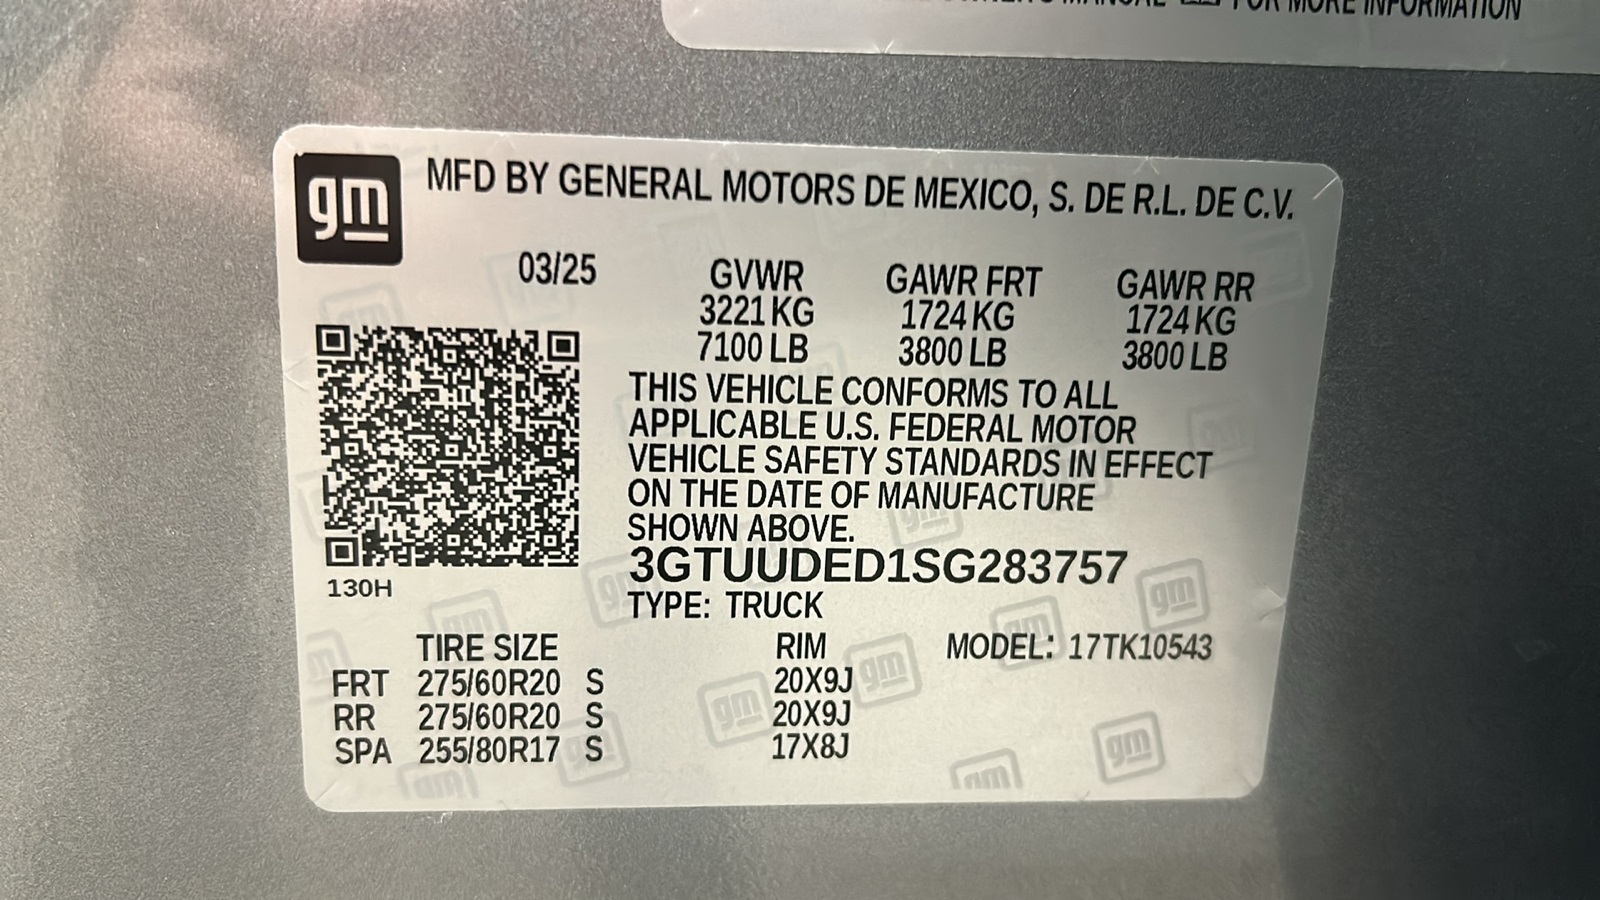 OWNER'S MANUAL FOR MORE INFORMATION
gm
MFD BY GENERAL MOTORS DE MEXICO, S. DE R.L. DE C.V.
03/25 GVWR GAWR FRT GAWR RR
3221 KG 1724 KG 1724 KG
7100 LB 3800 LB 3800 LB
THIS VEHICLE CONFORMS TO ALL
APPLICABLE U.S. FEDERAL MOTOR
VEHICLE SAFETY STANDARDS IN EFFECT
ON THE DATE OF MANUFACTURE
SHOWN ABOVE.
3GTUUDED1SG283757
130H
TYPE: TRUCK
TIRE SIZE RIM MODEL: 17TK10543
FRT 275/60R20 S 20X9J
RR 275/60R20 S 20X9J
SPA 255/80R17 S 17X8J